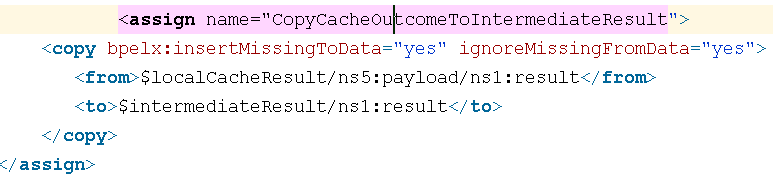 <assign name="CopyCacheOutcomeToIntermediateResult">
<copy bpelx:insertMissingToData="yes" ignoreMissingFromData="yes">
<from>$localCacheResult/ns5:payload/ns1:result</from>
<to>$intermediateResult/ns1:result</to>
</copy>
</assign>